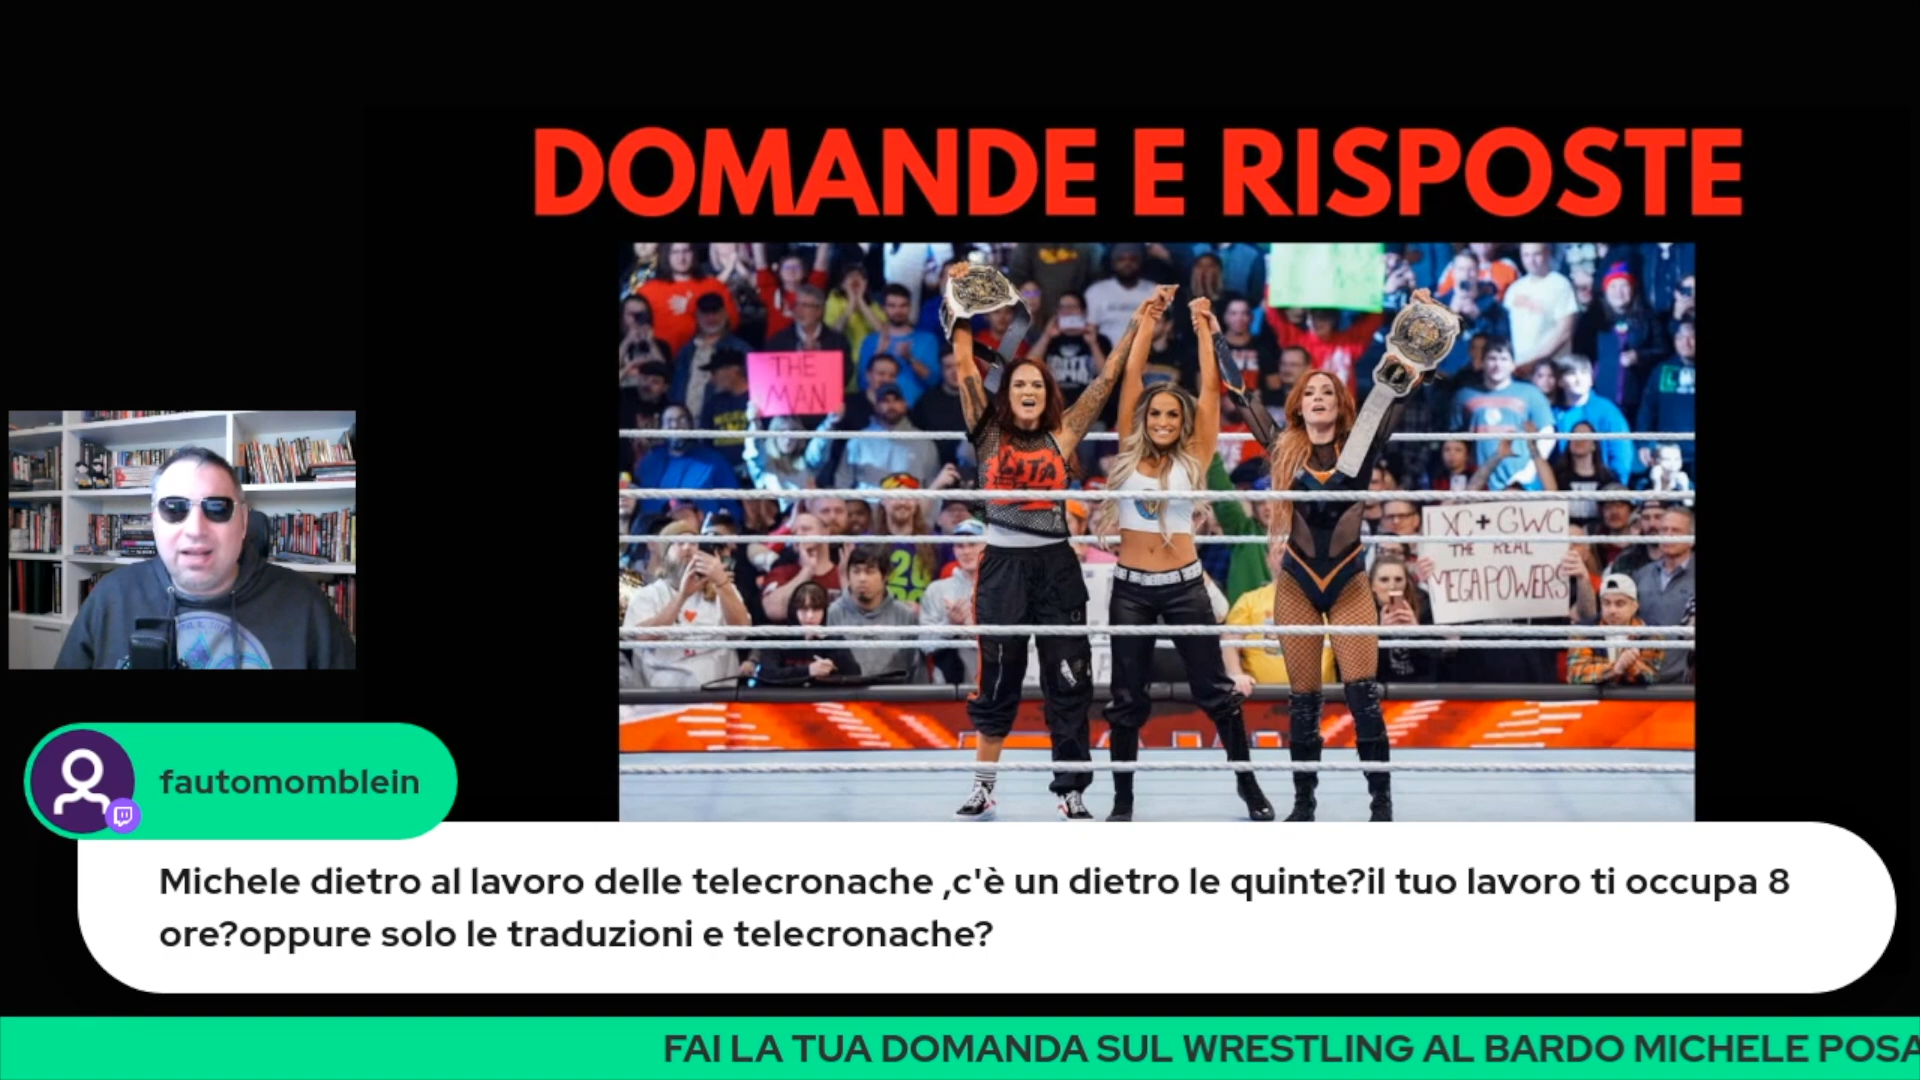 DOMANDE E RISPOSTE
THE
MAN
LITA
I XC+GWC
THE REAL
MEGAPOWERS
fautomomblein
Michele dietro al lavoro delle telecronache ,c'è un dietro le quinte?il tuo lavoro ti occupa 8
ore?oppure solo le traduzioni e telecronache?
FAI LA TUA DOMANDA SUL WRESTLING AL BARDO MICHELE POSA